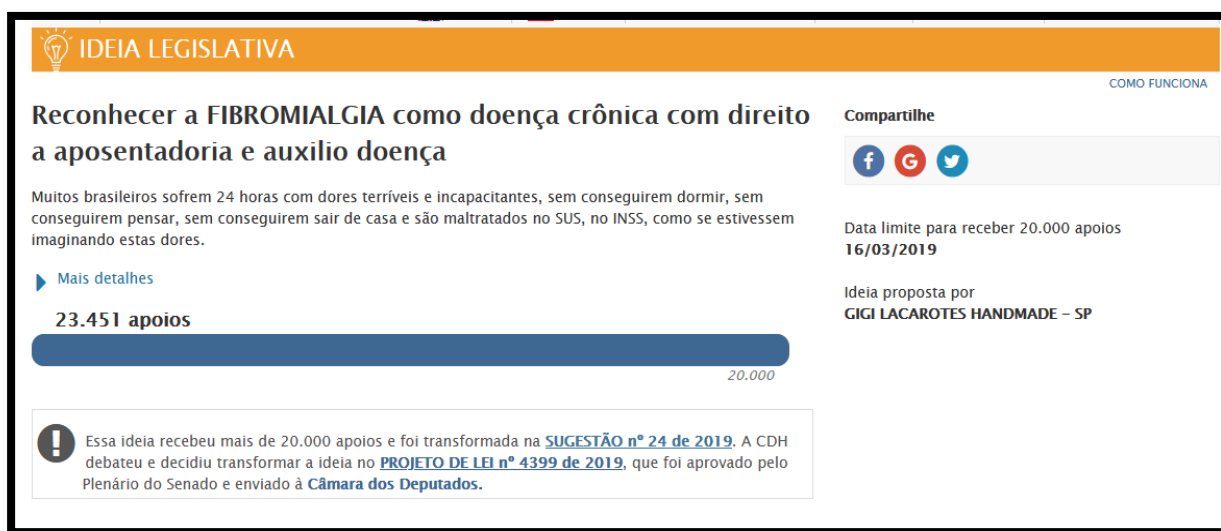 IDEIA LEGISLATIVA
COMO FUNCIONA
Reconhecer a FIBROMIALGIA como doença crônica com direito
a aposentadoria e auxilio doença
Muitos brasileiros sofrem 24 horas com dores terríveis e incapacitantes, sem conseguirem dormir, sem
conseguirem pensar, sem conseguirem sair de casa e são maltratados no SUS, no INSS, como se estivessem
imaginando estas dores.
Mais detalhes
23.451 apoios
20.000
Essa ideia recebeu mais de 20.000 apoios e foi transformada na SUGESTÃO nº 24 de 2019. A CDH
debateu e decidiu transformar a ideia no PROJETO DE LEI nº 4399 de 2019, que foi aprovado pelo
Plenário do Senado e enviado à Câmara dos Deputados.
Compartilhe
Data limite para receber 20.000 apoios
16/03/2019
Ideia proposta por
GIGI LACAROTES HANDMADE - SP